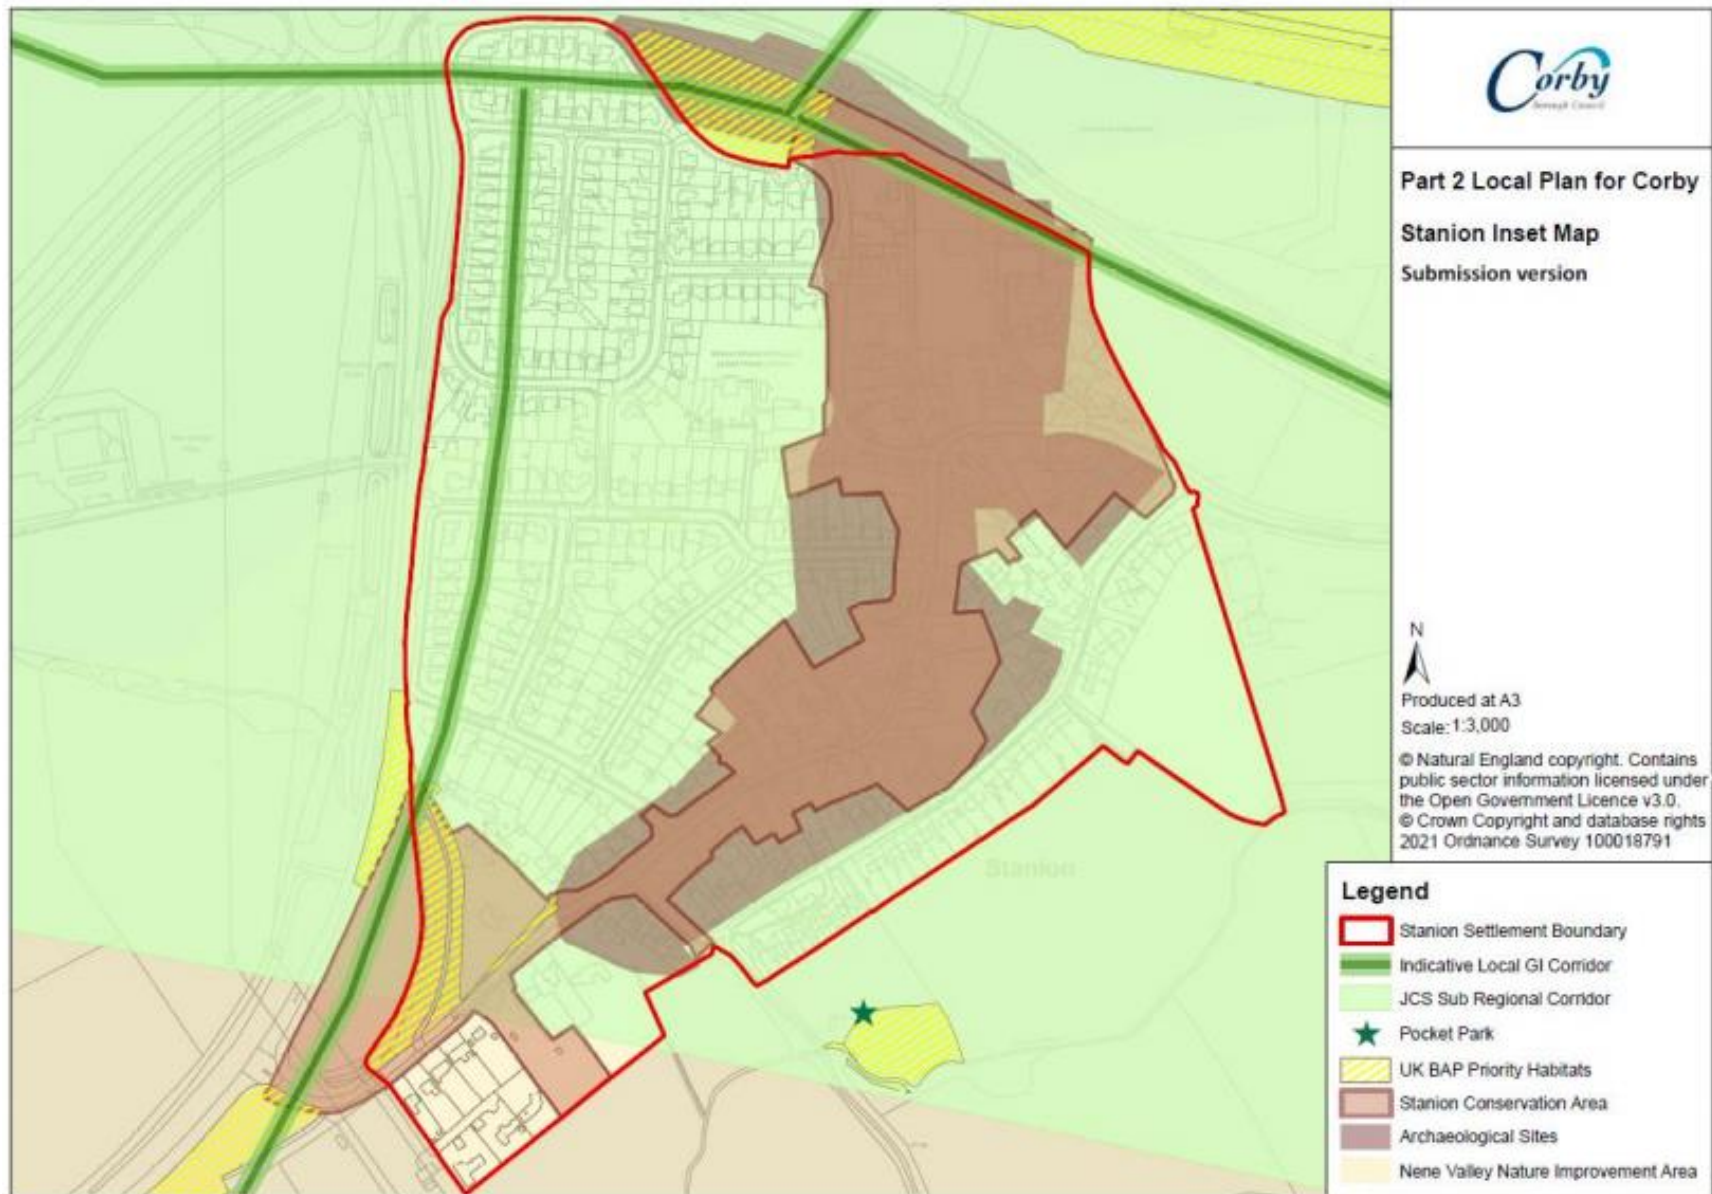 Corby
Borough Council
Part 2 Local Plan for Corby
Stanion Inset Map
Submission version
N
Produced at A3
Scale: 1:3,000
© Natural England copyright. Contains
public sector information licensed under
the Open Government Licence v3.0.
© Crown Copyright and database rights
2021 Ordnance Survey 100018791
Stanion
Legend
Stanion Settlement Boundary
Indicative Local GI Corridor
JCS Sub Regional Corridor
Pocket Park
UK BAP Priority Habitats
Stanion Conservation Area
Archaeological Sites
Nene Valley Nature Improvement Area